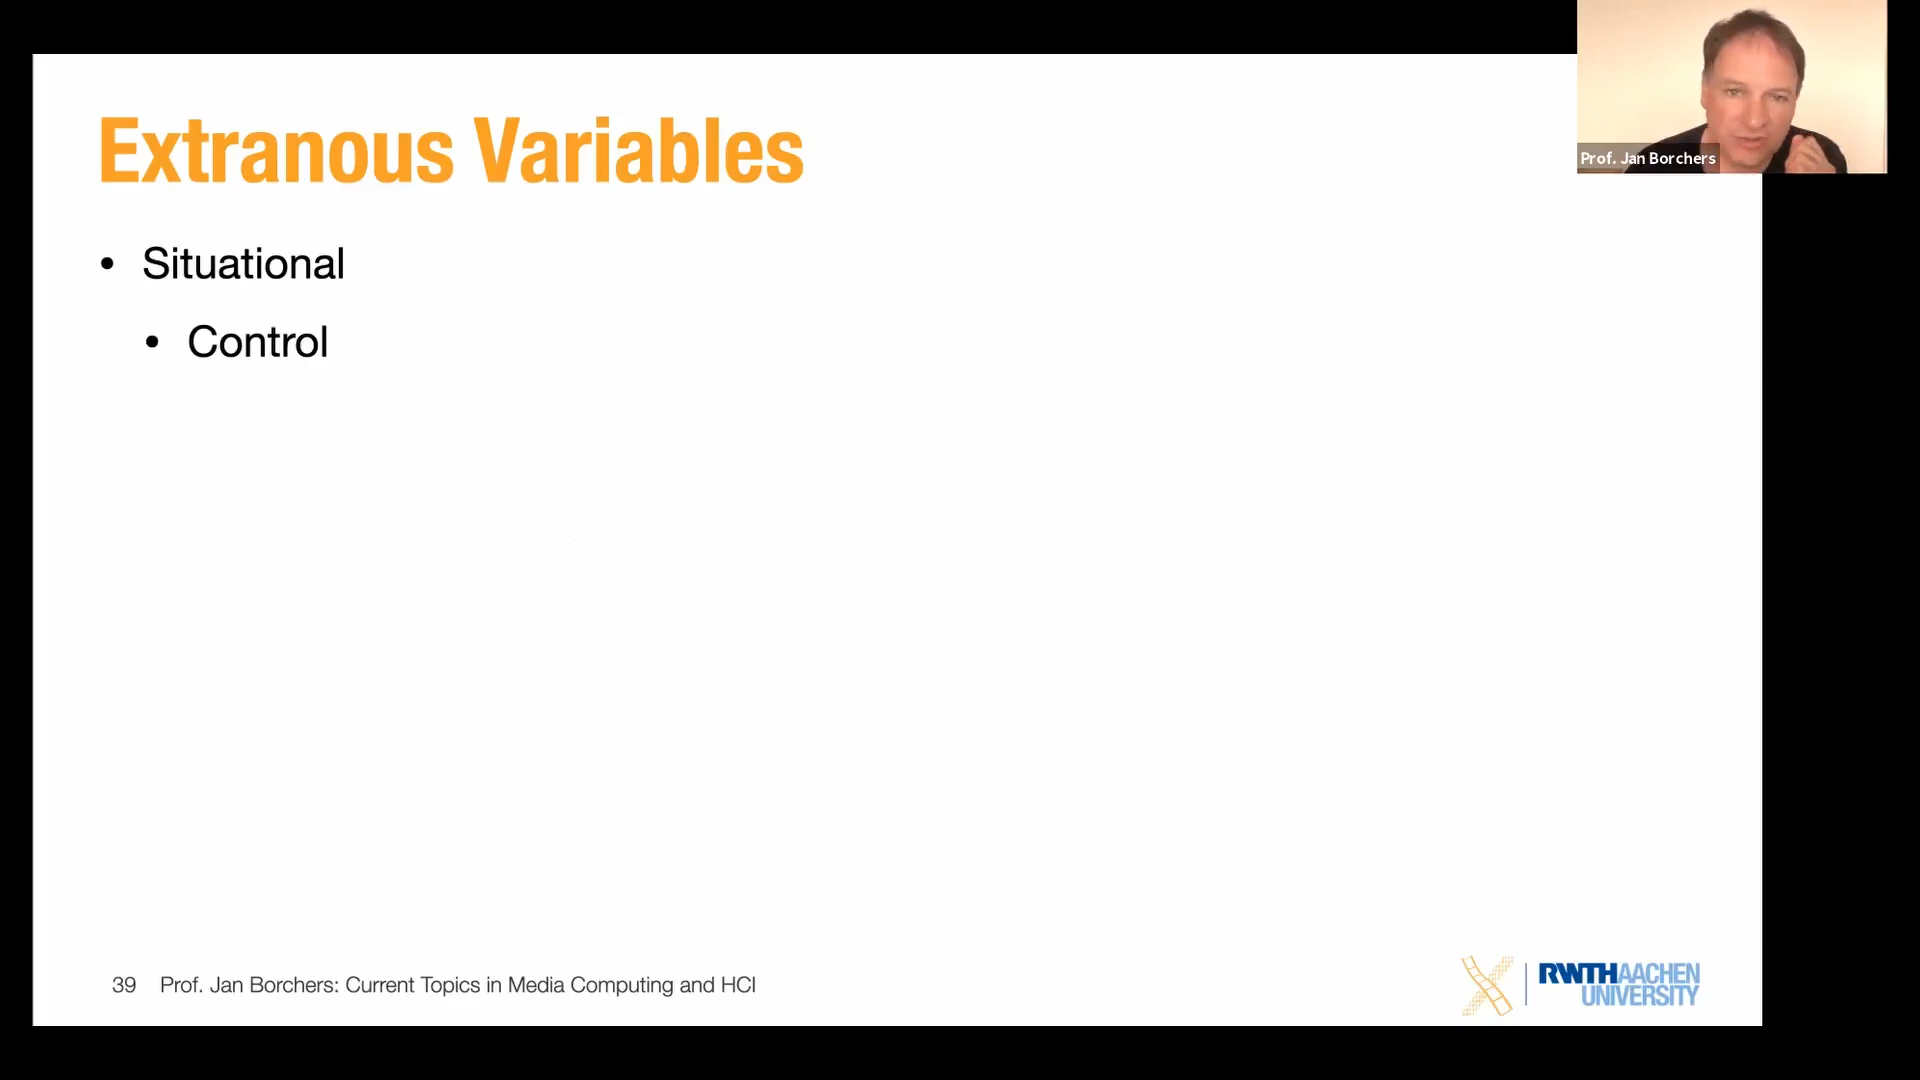 Extranous Variables
Prof. Jan Borchers
• Situational
• Control
39 Prof. Jan Borchers: Current Topics in Media Computing and HCI
RWTHAACHEN
UNIVERSITY